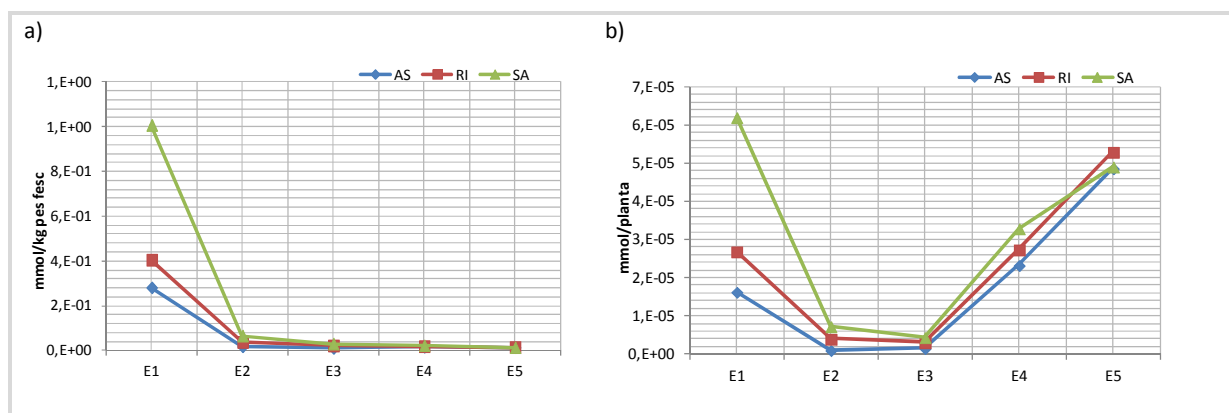 a)
AS RI SA
1,E+00
1,E+00
8,E-01
6,E-01
4,E-01
2,E-01
0,E+00
mmol/kg pes fesc
E1 E2 E3 E4 E5
b)
AS RI SA
7,E-05
6,E-05
5,E-05
4,E-05
3,E-05
2,E-05
1,E-05
0,E+00
mmol/planta
E1 E2 E3 E4 E5